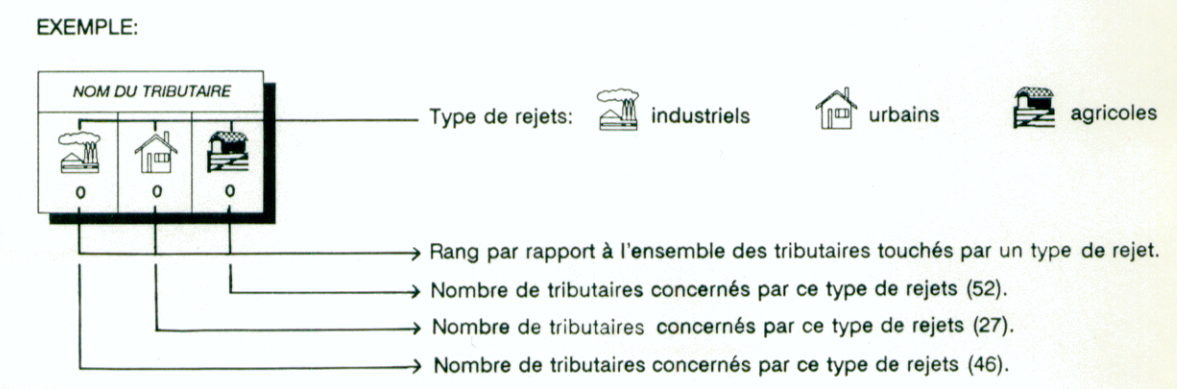 EXEMPLE:
NOM DU TRIBUTAIRE
Type de rejets: industriels urbains agricoles
0 0 0
Rang par rapport à l'ensemble des tributaires touchés par un type de rejet.
Nombre de tributaires concernés par ce type de rejets (52).
Nombre de tributaires concernés par ce type de rejets (27).
Nombre de tributaires concernés par ce type de rejets (46).